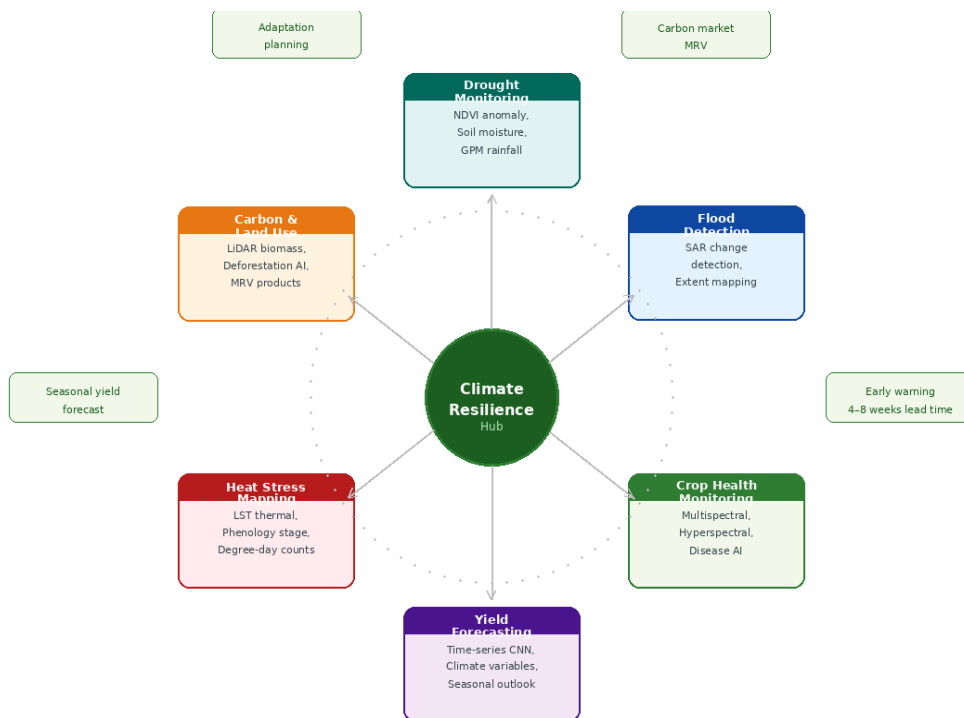 Adaptation
planning
Carbon market
MRV
Drought
Monitoring
NDVI anomaly,
Soil moisture,
GPM rainfall
Carbon &
Land Use
LiDAR biomass,
Deforestation AI,
MRV products
Flood
Detection
SAR change
detection,
Extent mapping
Climate
Resilience
Hub
Seasonal yield
forecast
Early warning
4–8 weeks lead time
Heat Stress
Mapping
LST thermal,
Phenology stage,
Degree-day counts
Crop Health
Monitoring
Multispectral,
Hyperspectral,
Disease AI
Yield
Forecasting
Time-series CNN,
Climate variables,
Seasonal outlook